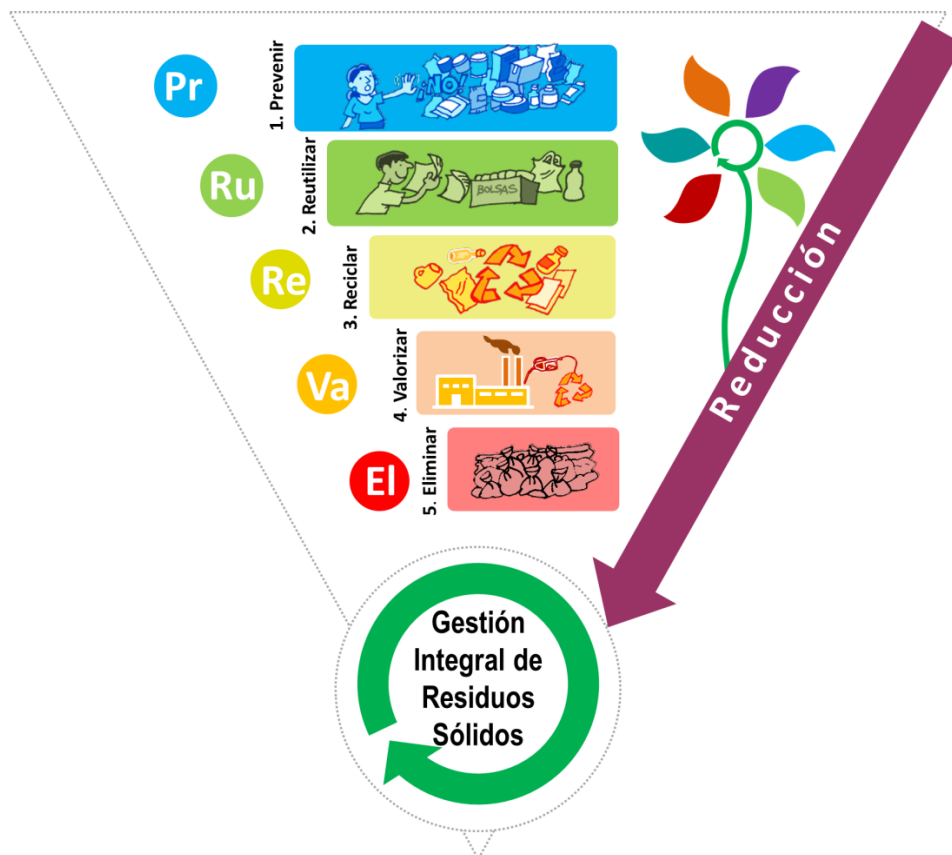 Pr
1. Prevenir
¡NO!
Ru
2. Reutilizar
BOLSAS
Re
3. Reciclar
Va
4. Valorizar
El
5. Eliminar
Reducción
Gestión
Integral de
Residuos
Sólidos